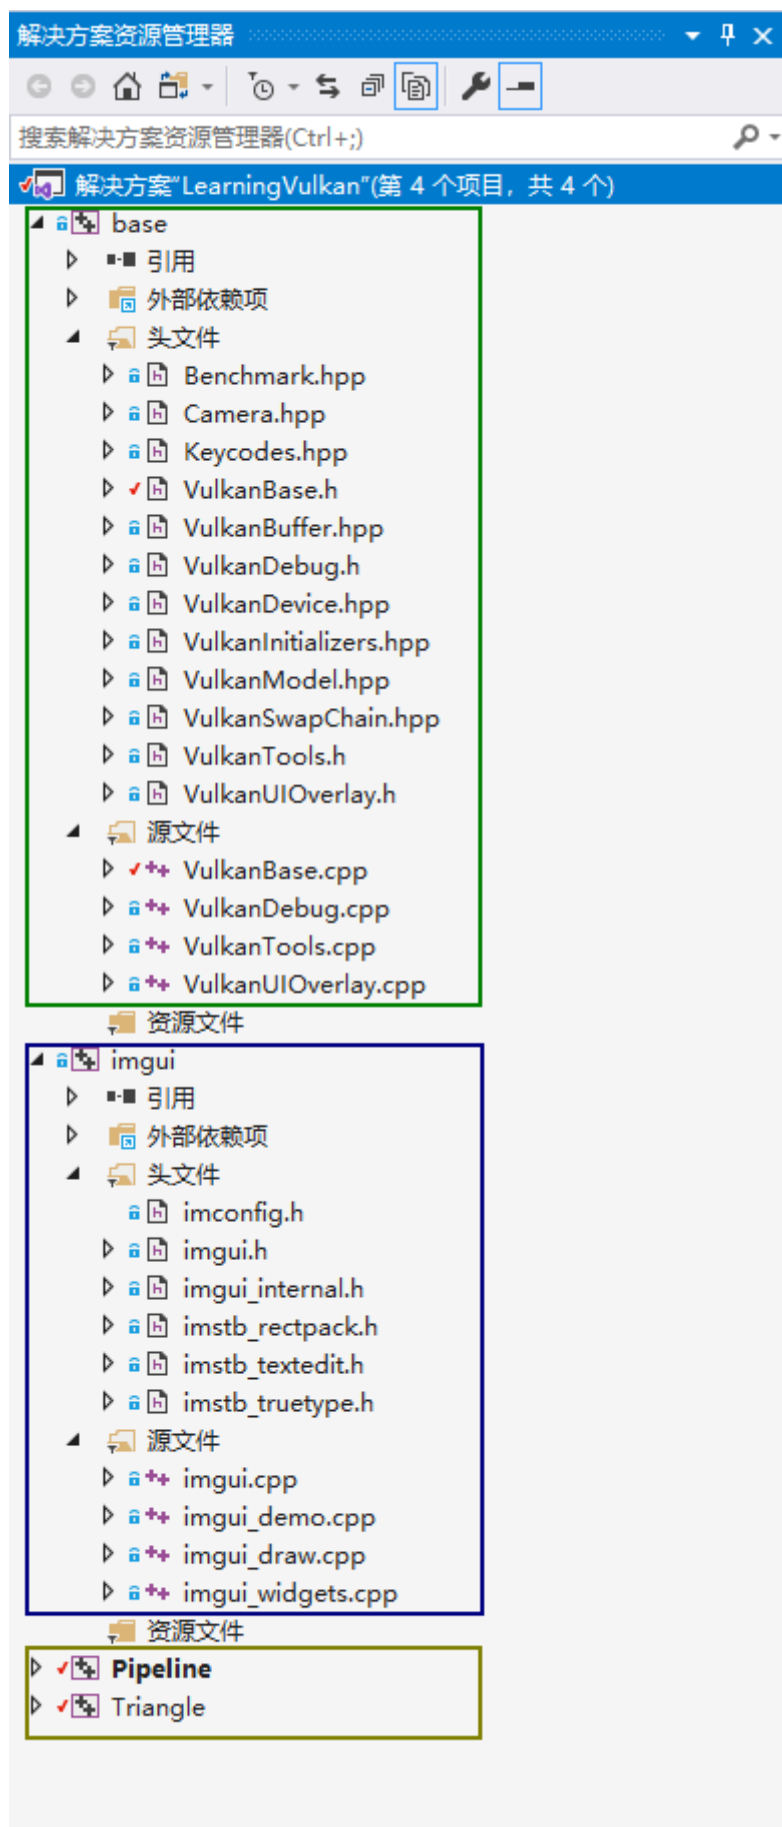 解决方案资源管理器
搜索解决方案资源管理器(Ctrl+;)
解决方案"LearningVulkan"(第 4 个项目，共 4 个)
base
引用
外部依赖项
头文件
Benchmark.hpp
Camera.hpp
Keycodes.hpp
VulkanBase.h
VulkanBuffer.hpp
VulkanDebug.h
VulkanDevice.hpp
VulkanInitializers.hpp
VulkanModel.hpp
VulkanSwapChain.hpp
VulkanTools.h
VulkanUIOverlay.h
源文件
VulkanBase.cpp
VulkanDebug.cpp
VulkanTools.cpp
VulkanUIOverlay.cpp
资源文件
imgui
引用
外部依赖项
头文件
imconfig.h
imgui.h
imgui_internal.h
imstb_rectpack.h
imstb_textedit.h
imstb_truetype.h
源文件
imgui.cpp
imgui_demo.cpp
imgui_draw.cpp
imgui_widgets.cpp
资源文件
Pipeline
Triangle